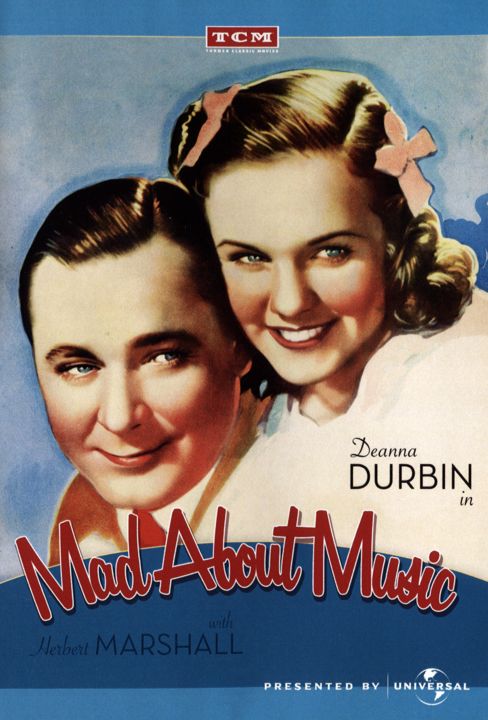 TCM
TURNER CLASSIC MOVIES
Deanna
DURBIN
in
Mad About Music
with
Herbert MARSHALL
PRESENTED BY UNIVERSAL